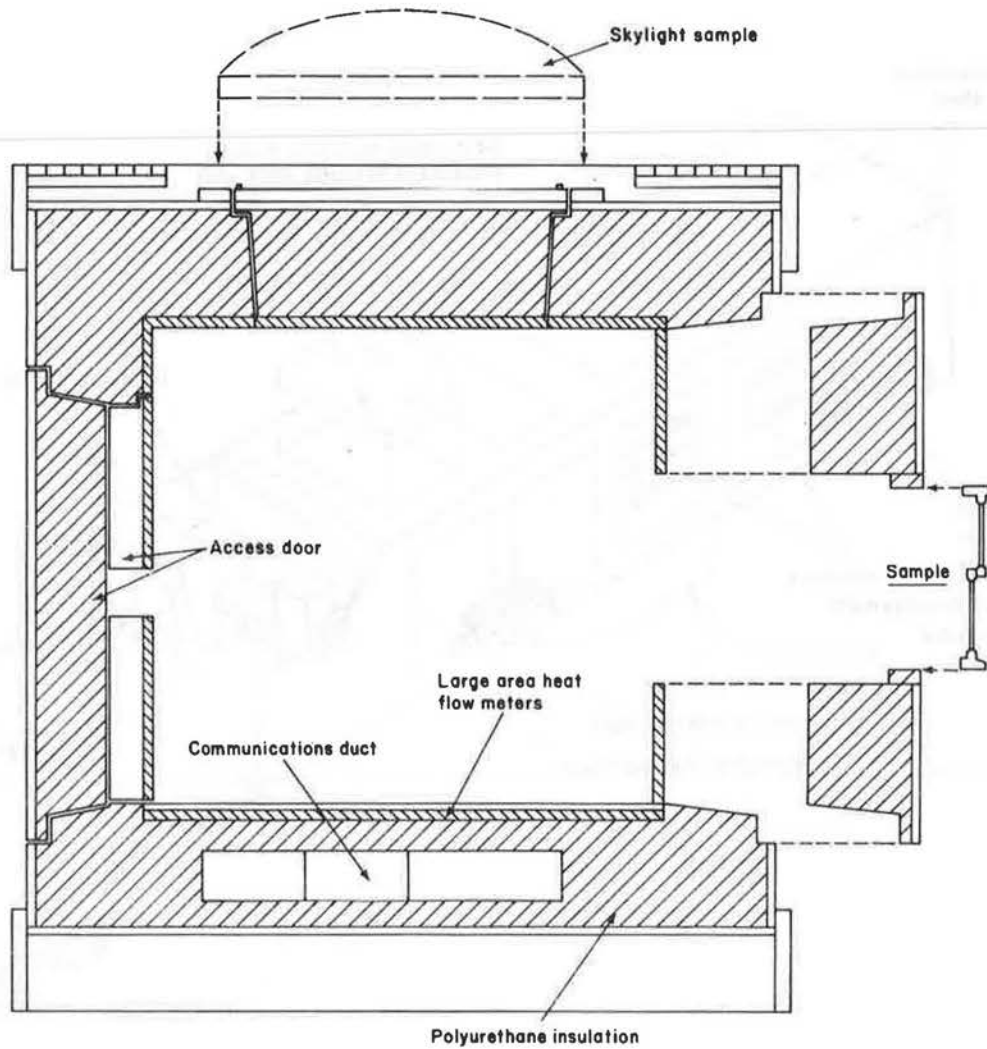 Skylight sample
Access door
Sample
Large area heat
flow meters
Communications duct
Polyurethane insulation